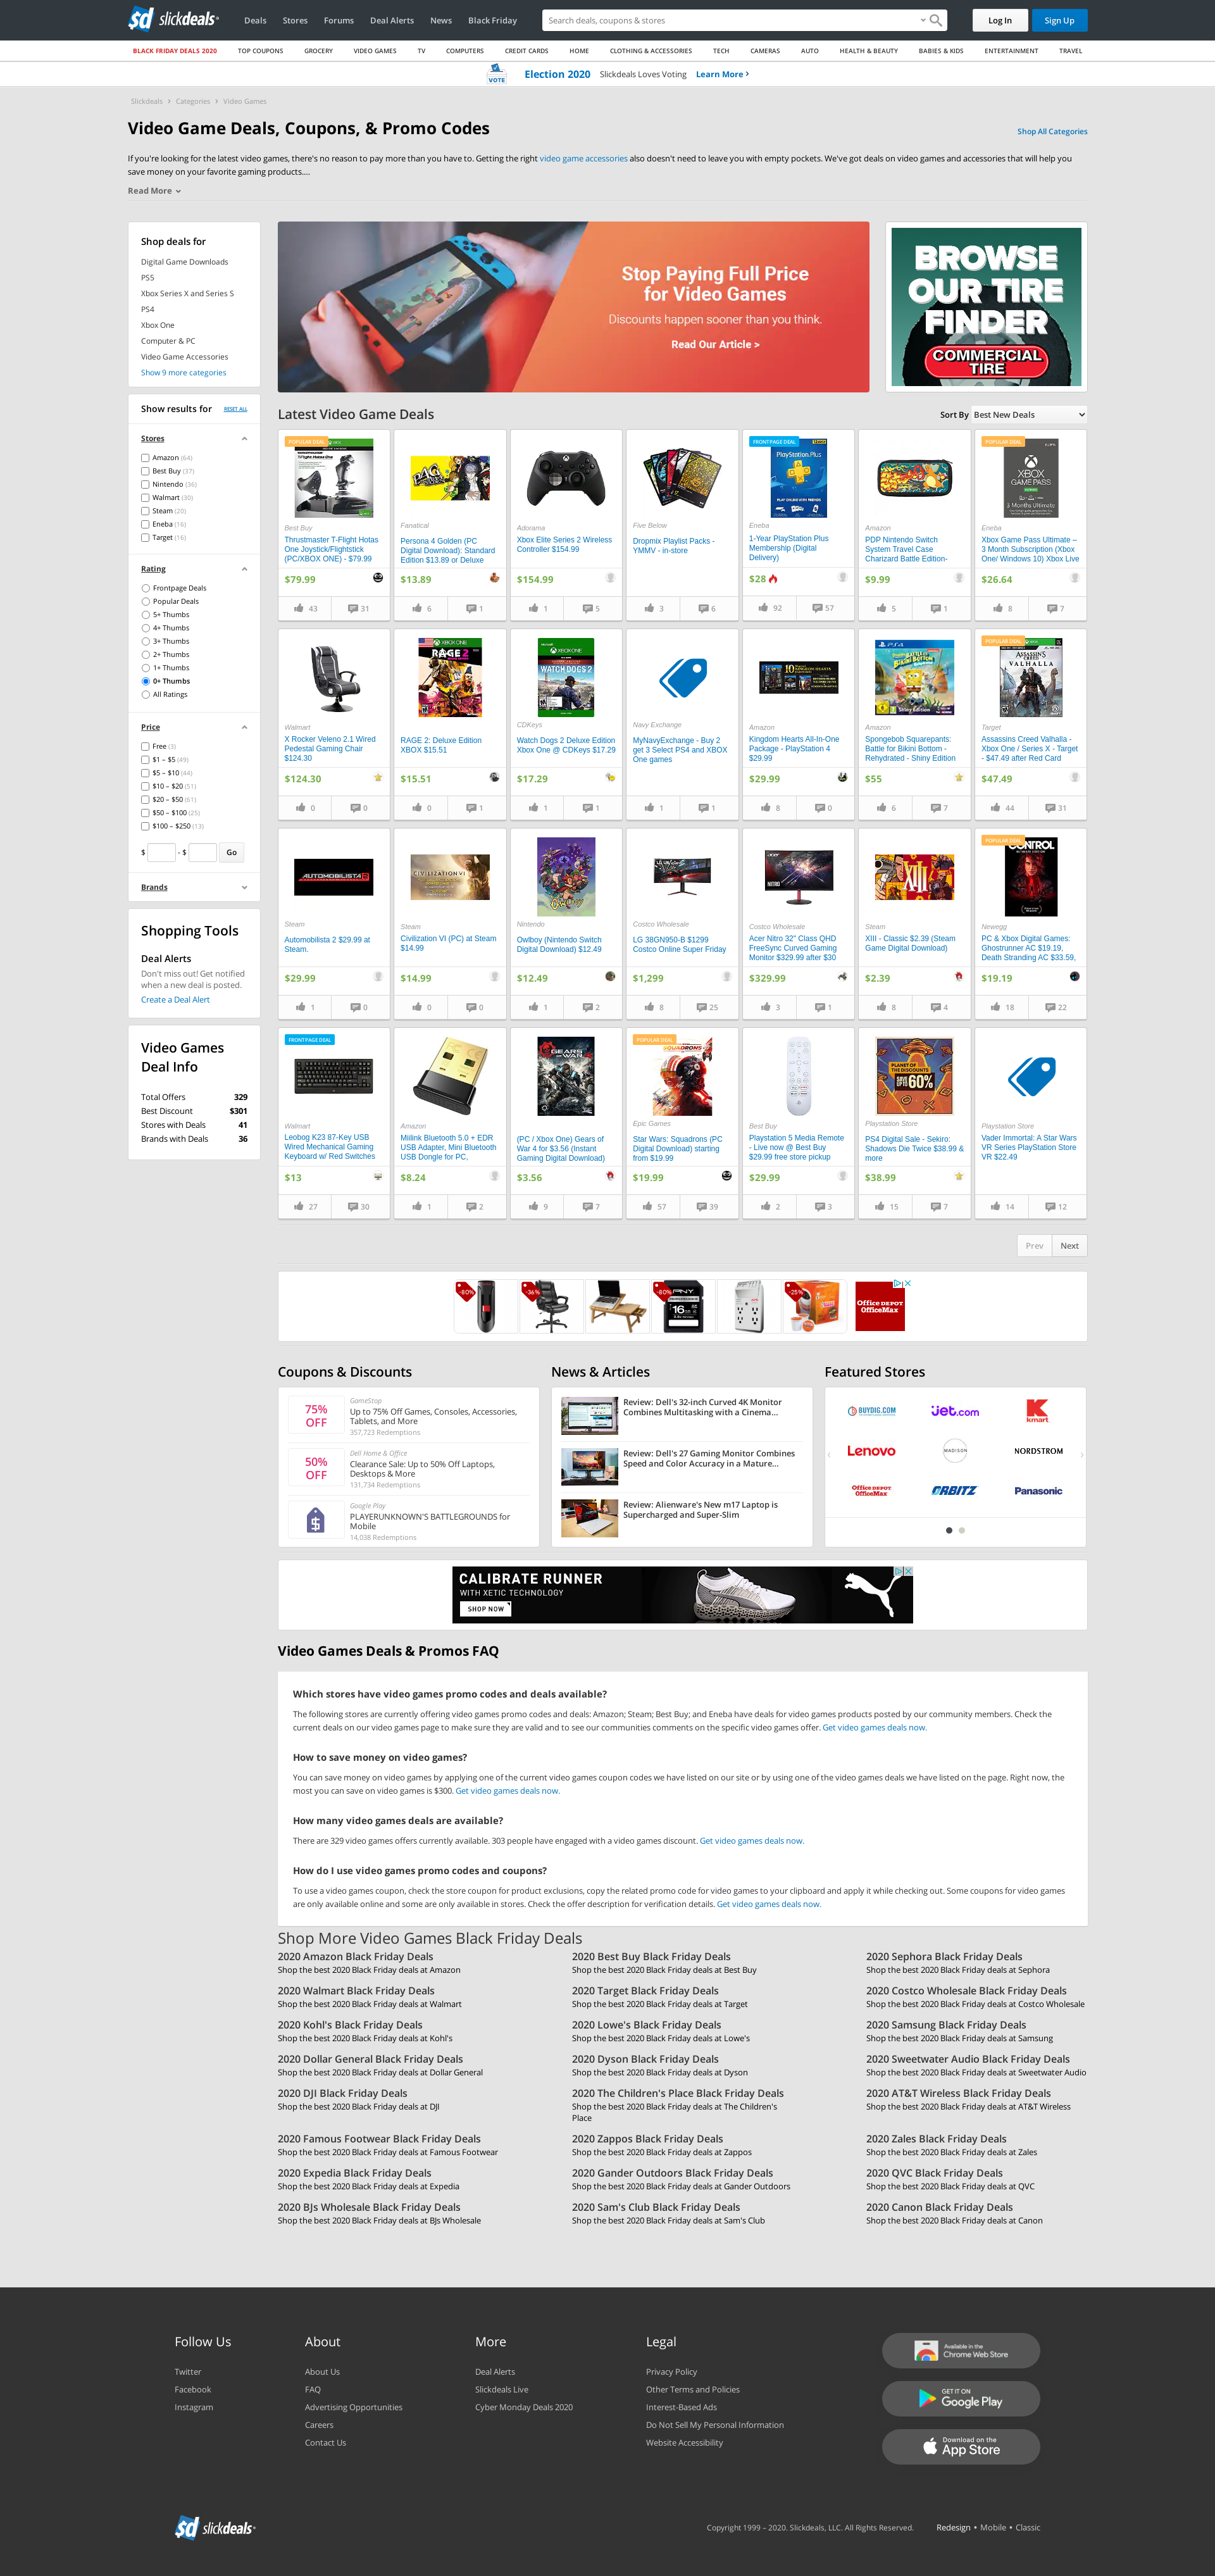 slickdeals
Deals
Stores
Forums
Deal Alerts
News
Black Friday
Search deals, coupons & stores
Log In
Sign Up
BLACK FRIDAY DEALS 2020
TOP COUPONS
GROCERY
VIDEO GAMES
TV
COMPUTERS
CREDIT CARDS
HOME
CLOTHING & ACCESSORIES
TECH
CAMERAS
AUTO
HEALTH & BEAUTY
BABIES & KIDS
ENTERTAINMENT
TRAVEL
VOTE
Election 2020 Slickdeals Loves Voting Learn More
Slickdeals › Categories › Video Games
Video Game Deals, Coupons, & Promo Codes
Shop All Categories
If you're looking for the latest video games, there's no reason to pay more than you have to. Getting the right video game accessories also doesn't need to leave you with empty pockets. We've got deals on video games and accessories that will help you
save money on your favorite gaming products....
Read More
Shop deals for
Digital Game Downloads
PS5
Xbox Series X and Series S
PS4
Xbox One
Computer & PC
Video Game Accessories
Show 9 more categories
Show results for
RESET ALL
Stores
Amazon (64)
Best Buy (37)
Nintendo (36)
Walmart (30)
Steam (20)
Eneba (16)
Target (16)
Rating
Frontpage Deals
Popular Deals
5+ Thumbs
4+ Thumbs
3+ Thumbs
2+ Thumbs
1+ Thumbs
0+ Thumbs
All Ratings
Price
Free (3)
$1 – $5 (49)
$5 – $10 (44)
$10 – $20 (51)
$20 – $50 (61)
$50 – $100 (25)
$100 – $250 (13)
$ - $ Go
Brands
Shopping Tools
Deal Alerts
Don't miss out! Get notified
when a new deal is posted.
Create a Deal Alert
Video Games
Deal Info
Total Offers 329
Best Discount $301
Stores with Deals 41
Brands with Deals 36
Stop Paying Full Price
for Video Games
Discounts happen sooner than you think.
Read Our Article >
BROWSE
OUR TIRE
FINDER
COMMERCIAL
TIRE
Latest Video Game Deals
Sort By Best New Deals
POPULAR DEAL
Best Buy
Thrustmaster T-Flight Hotas
One Joystick/Flightstick
(PC/XBOX ONE) - $79.99
$79.99
43
31
Fanatical
Persona 4 Golden (PC
Digital Download): Standard
Edition $13.89 or Deluxe
$13.89
6
1
Adorama
Xbox Elite Series 2 Wireless
Controller $154.99
$154.99
1
5
Five Below
Dropmix Playlist Packs -
YMMV - in-store
3
6
FRONTPAGE DEAL
PlayStation Plus
Eneba
1-Year PlayStation Plus
Membership (Digital
Delivery)
$28
92
57
Amazon
PDP Nintendo Switch
System Travel Case
Charizard Battle Edition-
$9.99
5
1
POPULAR DEAL
XBOX
GAME PASS
Eneba
Xbox Game Pass Ultimate –
3 Month Subscription (Xbox
One/ Windows 10) Xbox Live
$26.64
8
7
Walmart
X Rocker Veleno 2.1 Wired
Pedestal Gaming Chair
$124.30
$124.30
0
0
RAGE 2
RAGE 2: Deluxe Edition
XBOX $15.51
$15.51
0
1
XBOX ONE
WATCH DOGS 2
CDKeys
Watch Dogs 2 Deluxe Edition
Xbox One @ CDKeys $17.29
$17.29
1
1
Navy Exchange
MyNavyExchange - Buy 2
get 3 Select PS4 and XBOX
One games
1
1
Amazon
Kingdom Hearts All-In-One
Package - PlayStation 4
$29.99
$29.99
8
0
PS4
Amazon
Spongebob Squarepants:
Battle for Bikini Bottom -
Rehydrated - Shiny Edition
$55
6
7
POPULAR DEAL
ASSASSIN'S CREED
VALHALLA
Target
Assassins Creed Valhalla -
Xbox One / Series X - Target
- $47.49 after Red Card
$47.49
44
31
AUTOMOBILISTA 2
Steam
Automobilista 2 $29.99 at
Steam.
$29.99
1
0
CIVILIZATION VI
Steam
Civilization VI (PC) at Steam
$14.99
$14.99
0
0
Nintendo
Owlboy (Nintendo Switch
Digital Download) $12.49
$12.49
1
2
Costco Wholesale
LG 38GN950-B $1299
Costco Online Super Friday
$1,299
8
25
NITRO
Costco Wholesale
Acer Nitro 32" Class QHD
FreeSync Curved Gaming
Monitor $329.99 after $30
$329.99
3
1
XIII
Steam
XIII - Classic $2.39 (Steam
Game Digital Download)
$2.39
8
4
POPULAR DEAL
CONTROL
Newegg
PC & Xbox Digital Games:
Ghostrunner AC $19.19,
Death Stranding AC $33.59,
$19.19
18
22
FRONTPAGE DEAL
Walmart
Leobog K23 87-Key USB
Wired Mechanical Gaming
Keyboard w/ Red Switches
$13
27
30
Amazon
Miilink Bluetooth 5.0 + EDR
USB Adapter, Mini Bluetooth
USB Dongle for PC,
$8.24
1
2
GEARS OF WAR
(PC / Xbox One) Gears of
War 4 for $3.56 (Instant
Gaming Digital Download)
$3.56
9
7
POPULAR DEAL
SQUADRONS
Epic Games
Star Wars: Squadrons (PC
Digital Download) starting
from $19.99
$19.99
57
39
Best Buy
Playstation 5 Media Remote
- Live now @ Best Buy
$29.99 free store pickup
$29.99
2
3
PLANET OF
THE DISCOUNTS
60%
Playstation Store
PS4 Digital Sale - Sekiro:
Shadows Die Twice $38.99 &
more
$38.99
15
7
Playstation Store
Vader Immortal: A Star Wars
VR Series PlayStation Store
VR $22.49
14
12
Prev
Next
-80%
-36%
-80%
PNY
16
-25%
Office DEPOT
OfficeMax
Coupons & Discounts
75%
OFF
GameStop
Up to 75% Off Games, Consoles, Accessories,
Tablets, and More
357,723 Redemptions
50%
OFF
Dell Home & Office
Clearance Sale: Up to 50% Off Laptops,
Desktops & More
131,734 Redemptions
Google Play
PLAYERUNKNOWN'S BATTLEGROUNDS for
Mobile
14,038 Redemptions
News & Articles
Review: Dell's 32-inch Curved 4K Monitor
Combines Multitasking with a Cinema...
Review: Dell's 27 Gaming Monitor Combines
Speed and Color Accuracy in a Mature...
Review: Alienware's New m17 Laptop is
Supercharged and Super-Slim
Featured Stores
BUYDIG.COM
Jet.com
kmart
Lenovo
MADISON
NORDSTROM
Office DEPOT
OfficeMax
ORBITZ
Panasonic
CALIBRATE RUNNER
WITH XETIC TECHNOLOGY
SHOP NOW
PUMA
Video Games Deals & Promos FAQ
Which stores have video games promo codes and deals available?
The following stores are currently offering video games promo codes and deals: Amazon; Steam; Best Buy; and Eneba have deals for video games products posted by our community members. Check the
current deals on our video games page to make sure they are valid and to see our communities comments on the specific video games offer. Get video games deals now.
How to save money on video games?
You can save money on video games by applying one of the current video games coupon codes we have listed on our site or by using one of the video games deals we have listed on the page. Right now, the
most you can save on video games is $300. Get video games deals now.
How many video games deals are available?
There are 329 video games offers currently available. 303 people have engaged with a video games discount. Get video games deals now.
How do I use video games promo codes and coupons?
To use a video games coupon, check the store coupon for product exclusions, copy the related promo code for video games to your clipboard and apply it while checking out. Some coupons for video games
are only available online and some are only available in stores. Check the offer description for verification details. Get video games deals now.
Shop More Video Games Black Friday Deals
2020 Amazon Black Friday Deals
Shop the best 2020 Black Friday deals at Amazon
2020 Best Buy Black Friday Deals
Shop the best 2020 Black Friday deals at Best Buy
2020 Sephora Black Friday Deals
Shop the best 2020 Black Friday deals at Sephora
2020 Walmart Black Friday Deals
Shop the best 2020 Black Friday deals at Walmart
2020 Target Black Friday Deals
Shop the best 2020 Black Friday deals at Target
2020 Costco Wholesale Black Friday Deals
Shop the best 2020 Black Friday deals at Costco Wholesale
2020 Kohl's Black Friday Deals
Shop the best 2020 Black Friday deals at Kohl's
2020 Lowe's Black Friday Deals
Shop the best 2020 Black Friday deals at Lowe's
2020 Samsung Black Friday Deals
Shop the best 2020 Black Friday deals at Samsung
2020 Dollar General Black Friday Deals
Shop the best 2020 Black Friday deals at Dollar General
2020 Dyson Black Friday Deals
Shop the best 2020 Black Friday deals at Dyson
2020 Sweetwater Audio Black Friday Deals
Shop the best 2020 Black Friday deals at Sweetwater Audio
2020 DJI Black Friday Deals
Shop the best 2020 Black Friday deals at DJI
2020 The Children's Place Black Friday Deals
Shop the best 2020 Black Friday deals at The Children's
Place
2020 AT&T Wireless Black Friday Deals
Shop the best 2020 Black Friday deals at AT&T Wireless
2020 Famous Footwear Black Friday Deals
Shop the best 2020 Black Friday deals at Famous Footwear
2020 Zappos Black Friday Deals
Shop the best 2020 Black Friday deals at Zappos
2020 Zales Black Friday Deals
Shop the best 2020 Black Friday deals at Zales
2020 Expedia Black Friday Deals
Shop the best 2020 Black Friday deals at Expedia
2020 Gander Outdoors Black Friday Deals
Shop the best 2020 Black Friday deals at Gander Outdoors
2020 QVC Black Friday Deals
Shop the best 2020 Black Friday deals at QVC
2020 BJs Wholesale Black Friday Deals
Shop the best 2020 Black Friday deals at BJs Wholesale
2020 Sam's Club Black Friday Deals
Shop the best 2020 Black Friday deals at Sam's Club
2020 Canon Black Friday Deals
Shop the best 2020 Black Friday deals at Canon
Follow Us
Twitter
Facebook
Instagram
About
About Us
FAQ
Advertising Opportunities
Careers
Contact Us
More
Deal Alerts
Slickdeals Live
Cyber Monday Deals 2020
Legal
Privacy Policy
Other Terms and Policies
Interest-Based Ads
Do Not Sell My Personal Information
Website Accessibility
Available in the
Chrome Web Store
GET IT ON
Google Play
Download on the
App Store
slickdeals
Copyright 1999 – 2020. Slickdeals, LLC. All Rights Reserved.
Redesign • Mobile • Classic